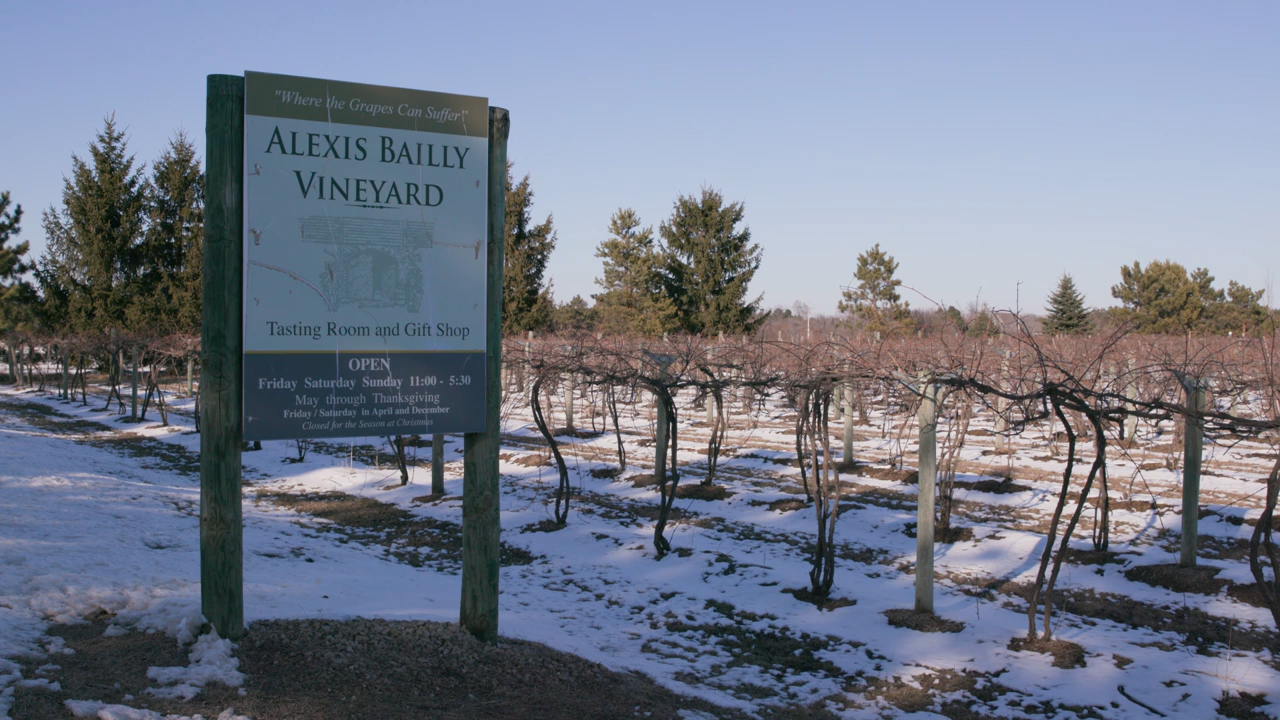 "Where the Grapes Can Suffer"
ALEXIS BAILLY
VINEYARD
Tasting Room and Gift Shop
OPEN
Friday Saturday Sunday 11:00 - 5:30
May through Thanksgiving
Friday / Saturday in April and December
Closed for the Season at Christmas